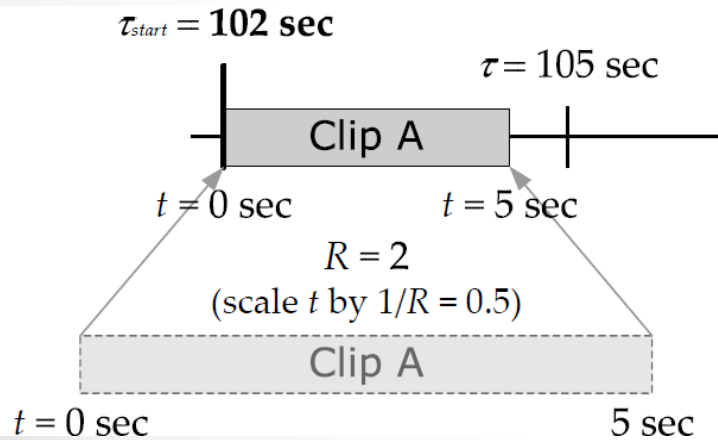 τstart = 102 sec
τ = 105 sec
Clip A
t = 0 sec
t = 5 sec
R = 2
(scale t by 1/R = 0.5)
Clip A
t = 0 sec
5 sec